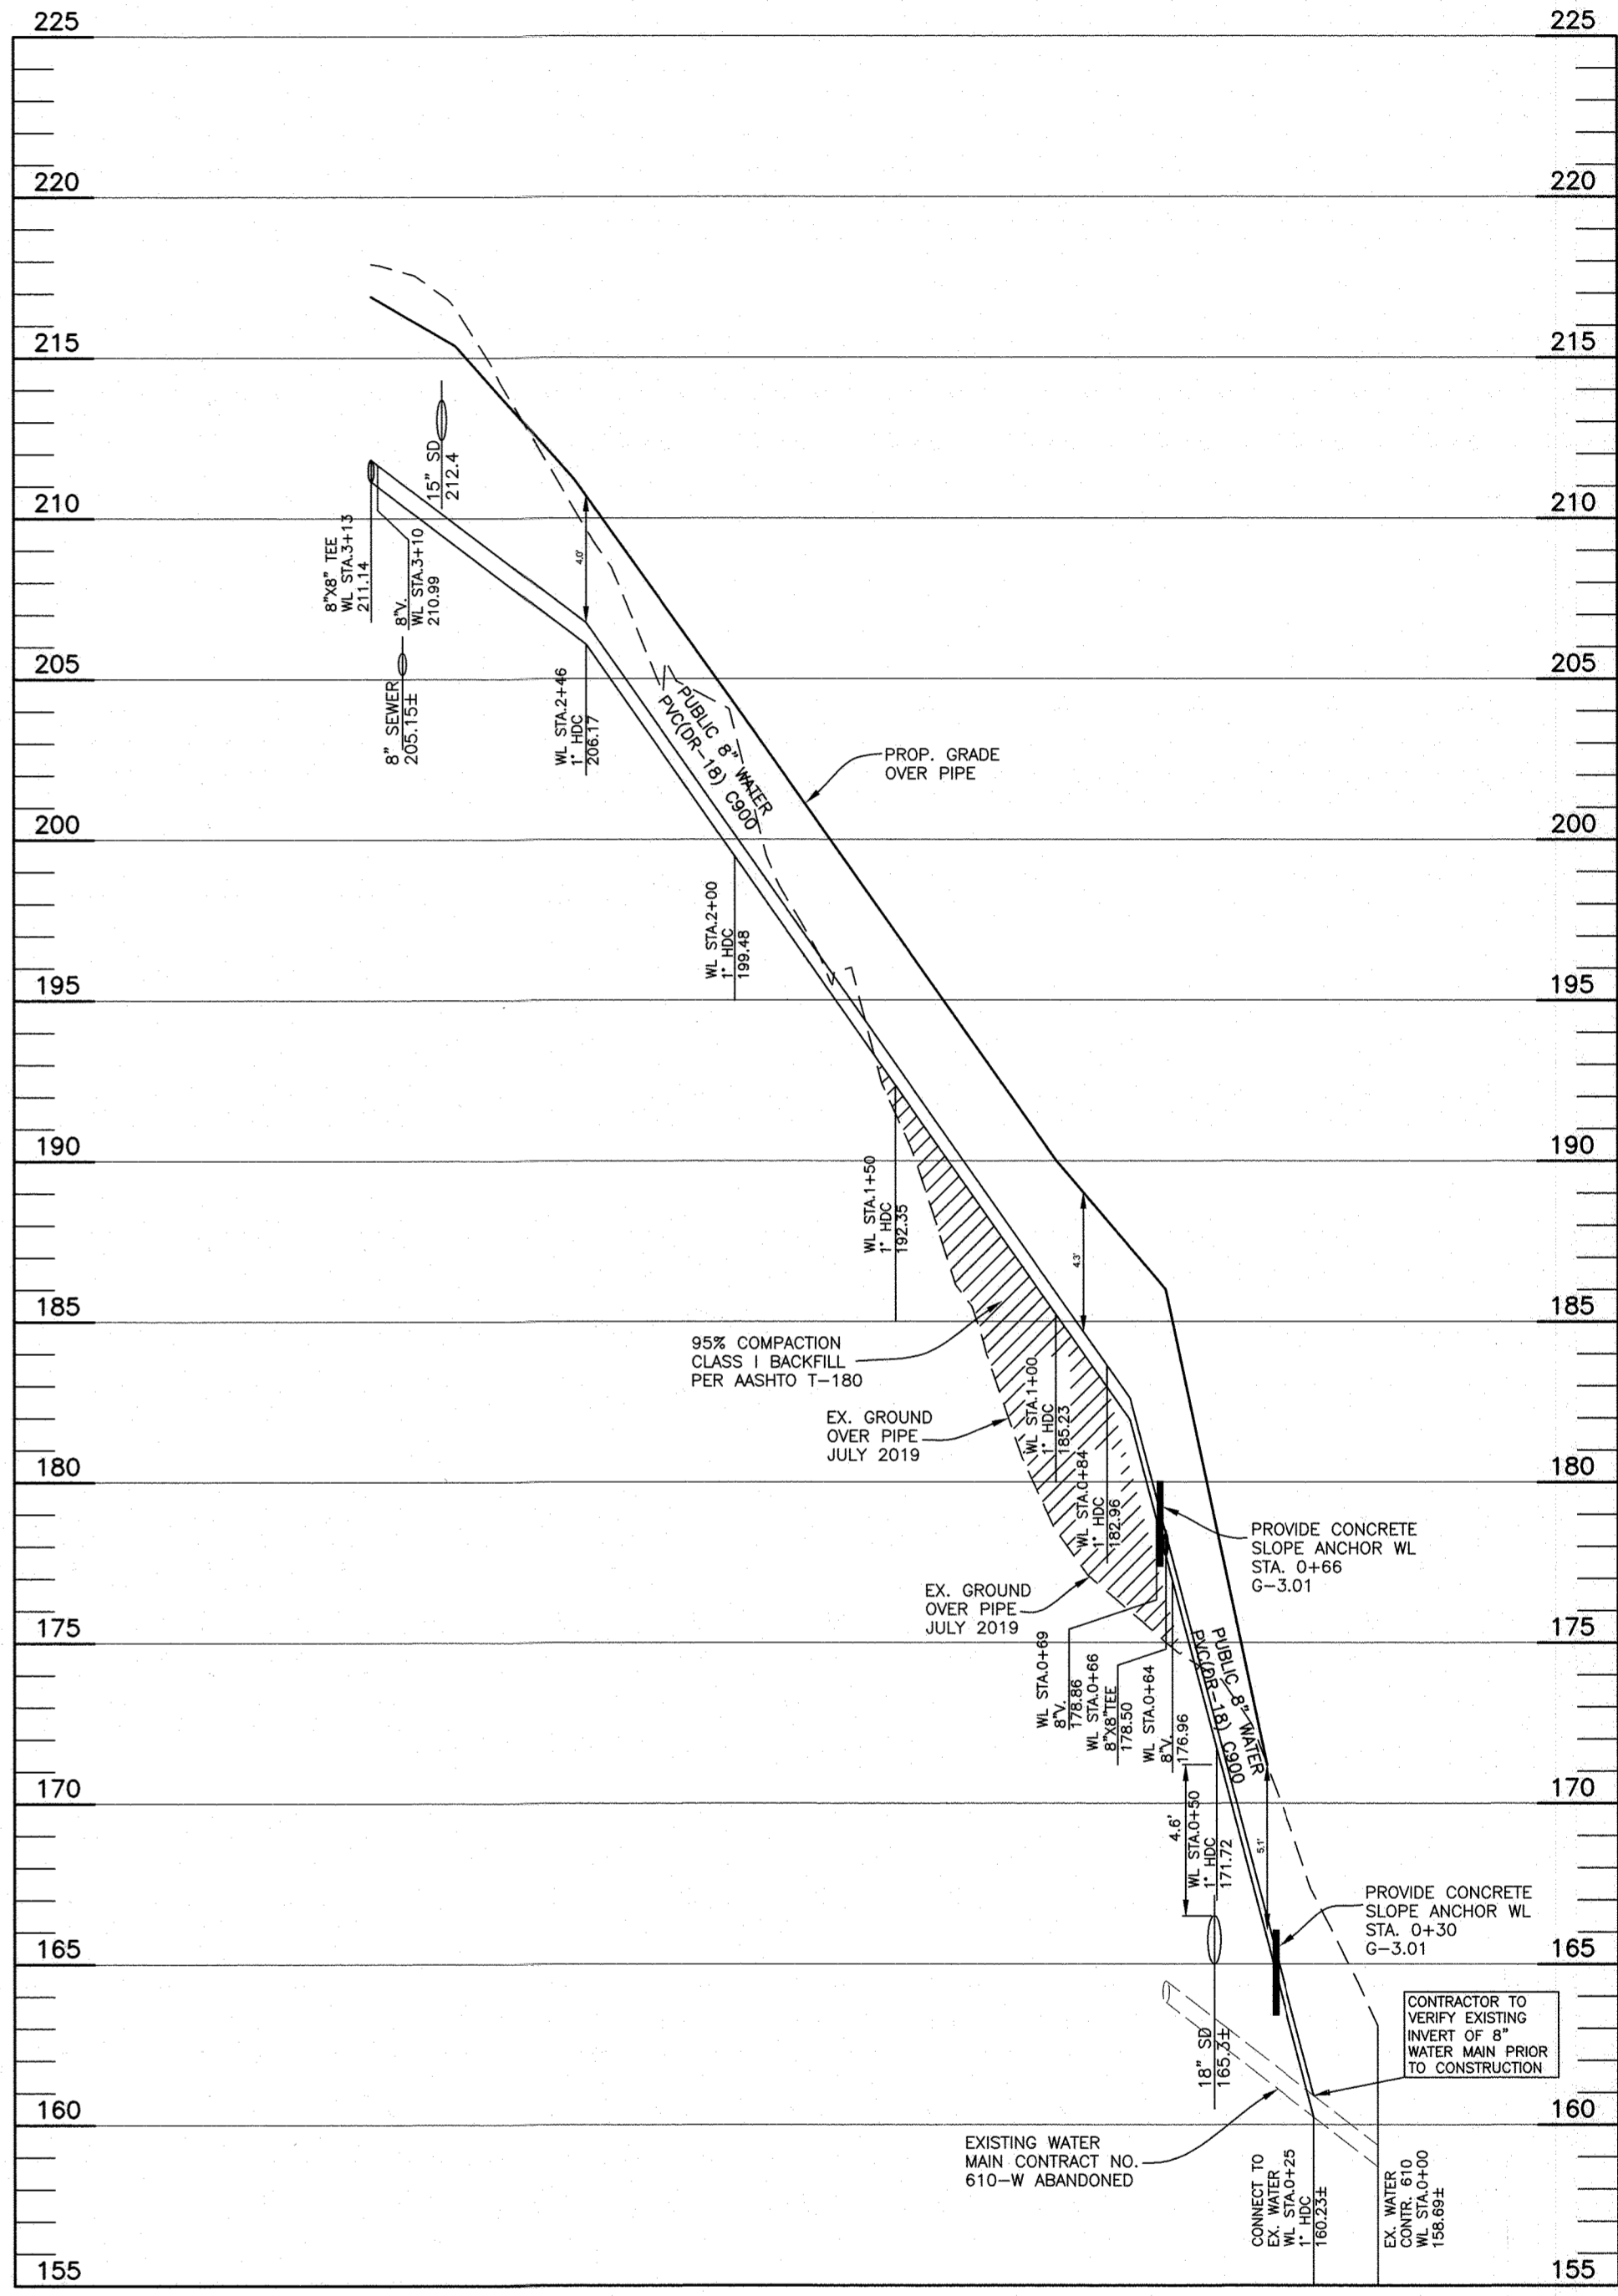 225
225
220
220
215
215
15" SD
212.4
210
210
8"X8" TEE
WL STA.3+13
211.14
8"V.
WL STA.3+10
210.99
4.0'
205
205
8" SEWER
205.15±
WL STA.2+46
1° HDC
206.17
PUBLIC 8" WATER
PVC(DR-18) C900
PROP. GRADE
OVER PIPE
200
200
WL STA.2+00
1° HDC
199.48
195
195
190
190
WL STA.1+50
1° HDC
192.35
4.3'
185
185
95% COMPACTION
CLASS I BACKFILL
PER AASHTO T-180
WL STA.1+00
1° HDC
185.23
EX. GROUND
OVER PIPE
JULY 2019
180
180
WL STA.0+84
1° HDC
182.96
PROVIDE CONCRETE
SLOPE ANCHOR WL
STA. 0+66
G-3.01
EX. GROUND
OVER PIPE
JULY 2019
175
175
WL STA.0+69
8"V.
178.86
WL STA.0+66
8"X8"TEE
178.50
WL STA.0+64
8"V.
176.96
PUBLIC 8" WATER
PVC(DR-18) C900
170
170
4.6'
WL STA.0+50
1° HDC
171.72
5.1'
PROVIDE CONCRETE
SLOPE ANCHOR WL
STA. 0+30
G-3.01
165
165
18" SD
165.3±
CONTRACTOR TO
VERIFY EXISTING
INVERT OF 8"
WATER MAIN PRIOR
TO CONSTRUCTION
160
160
EXISTING WATER
MAIN CONTRACT NO.
610-W ABANDONED
CONNECT TO
EX. WATER
WL STA.0+25
1° HDC
160.23±
EX. WATER
CONTR. 610
WL STA.0+00
158.69±
155
155